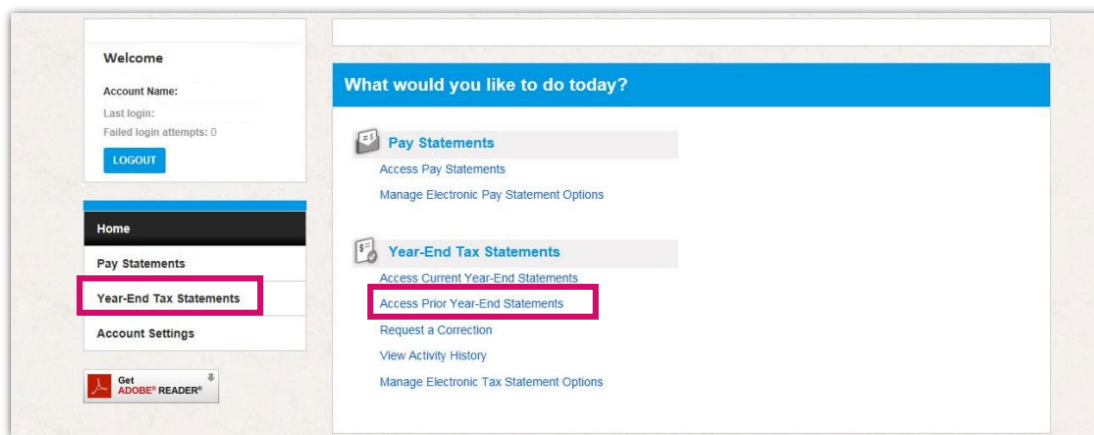 Welcome
Account Name:
Last login:
Failed login attempts: 0
LOGOUT
Home
Pay Statements
Year-End Tax Statements
Account Settings
Get
ADOBE® READER®
What would you like to do today?
Pay Statements
Access Pay Statements
Manage Electronic Pay Statement Options
Year-End Tax Statements
Access Current Year-End Statements
Access Prior Year-End Statements
Request a Correction
View Activity History
Manage Electronic Tax Statement Options